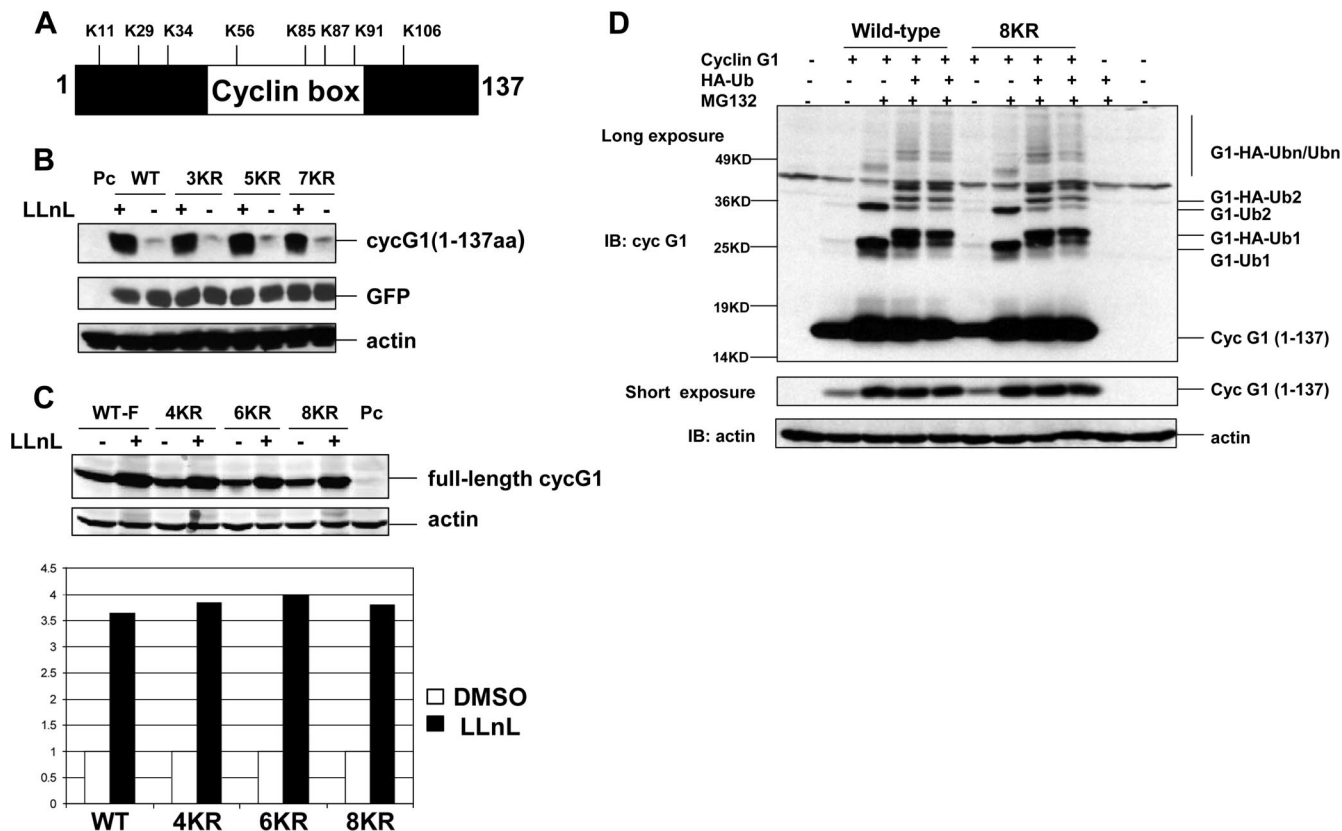 A
K11 K29 K34 K56 K85 K87 K91 K106
1 Cyclin box 137
B
Pc WT 3KR 5KR 7KR
LLnL + - + - + - + -
cycG1(1-137aa)
GFP
actin
C
WT-F 4KR 6KR 8KR Pc
LLnL - + - + - + - +
full-length cycG1
actin
4.5
4
3.5
3
2.5
2
1.5
1
0.5
0
WT 4KR 6KR 8KR
DMSO
LLnL
D
Wild-type 8KR
Cyclin G1 - + + + + + + + + - -
HA-Ub - - - + + - - + + + -
MG132 - - + + + - + + + + -
Long exposure
49KD
36KD
IB: cyc G1
25KD
19KD
14KD
G1-HA-Ubn/Ubn
G1-HA-Ub2
G1-Ub2
G1-HA-Ub1
G1-Ub1
Cyc G1 (1-137)
Short exposure
Cyc G1 (1-137)
IB: actin
actin